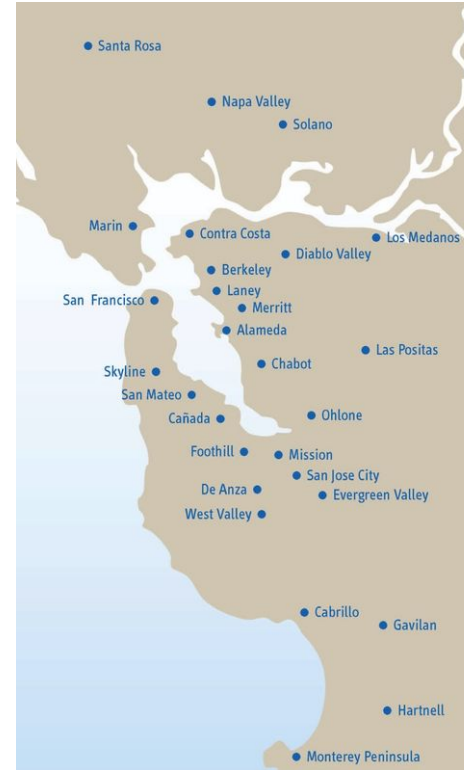 Santa Rosa
Napa Valley
Solano
Marin
Contra Costa
Los Medanos
Diablo Valley
Berkeley
Laney
San Francisco
Merritt
Alameda
Las Positas
Chabot
Skyline
San Mateo
Cañada
Ohlone
Foothill
Mission
San Jose City
De Anza
Evergreen Valley
West Valley
Cabrillo
Gavilan
Hartnell
Monterey Peninsula